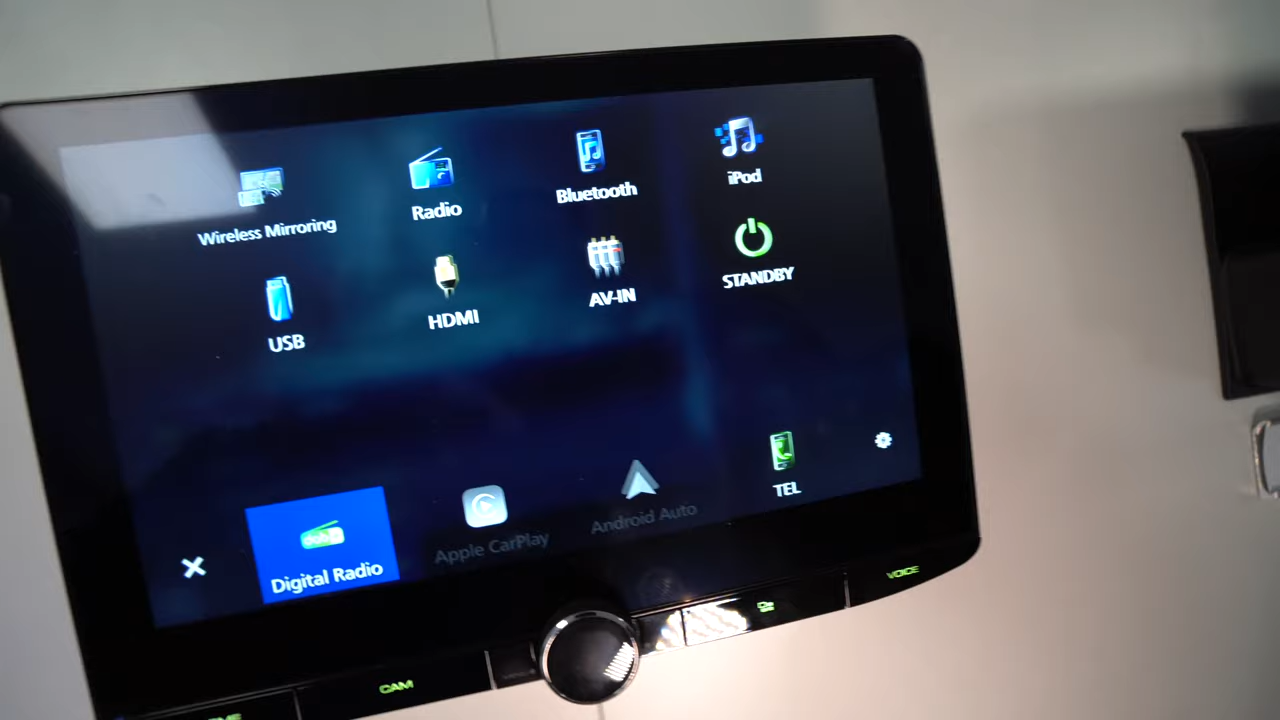 Wireless Mirroring
Radio
Bluetooth
iPod
USB
HDMI
AV-IN
STANDBY
Digital Radio
Apple CarPlay
Android Auto
TEL
CAM
VOICE